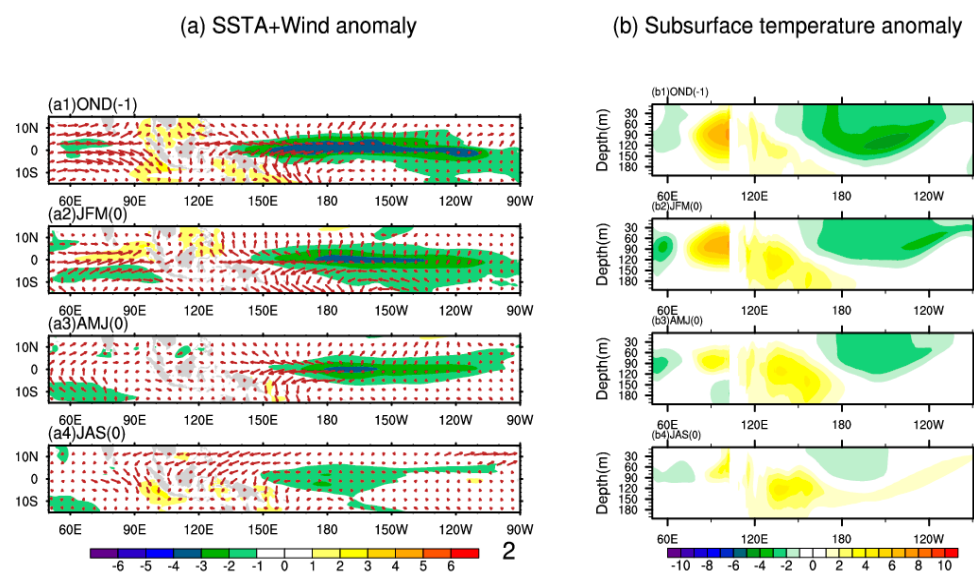 (a) SSTA+Wind anomaly
(b) Subsurface temperature anomaly
(a1)OND(-1)
10N
0
10S
60E 90E 120E 150E 180 150W 120W 90W
(a2)JFM(0)
10N
0
10S
60E 90E 120E 150E 180 150W 120W 90W
(a3)AMJ(0)
10N
0
10S
60E 90E 120E 150E 180 150W 120W 90W
(a4)JAS(0)
10N
0
10S
60E 90E 120E 150E 180 150W 120W 90W
-6 -5 -4 -3 -2 -1 0 1 2 3 4 5 6
2
(b1)OND(-1)
Depth(m)
30
60
90
120
150
180
60E 120E 180 120W
(b2)JFM(0)
Depth(m)
30
60
90
120
150
180
60E 120E 180 120W
(b3)AMJ(0)
Depth(m)
30
60
90
120
150
180
60E 120E 180 120W
(b4)JAS(0)
Depth(m)
30
60
90
120
150
180
60E 120E 180 120W
-10 -8 -6 -4 -2 0 2 4 6 8 10